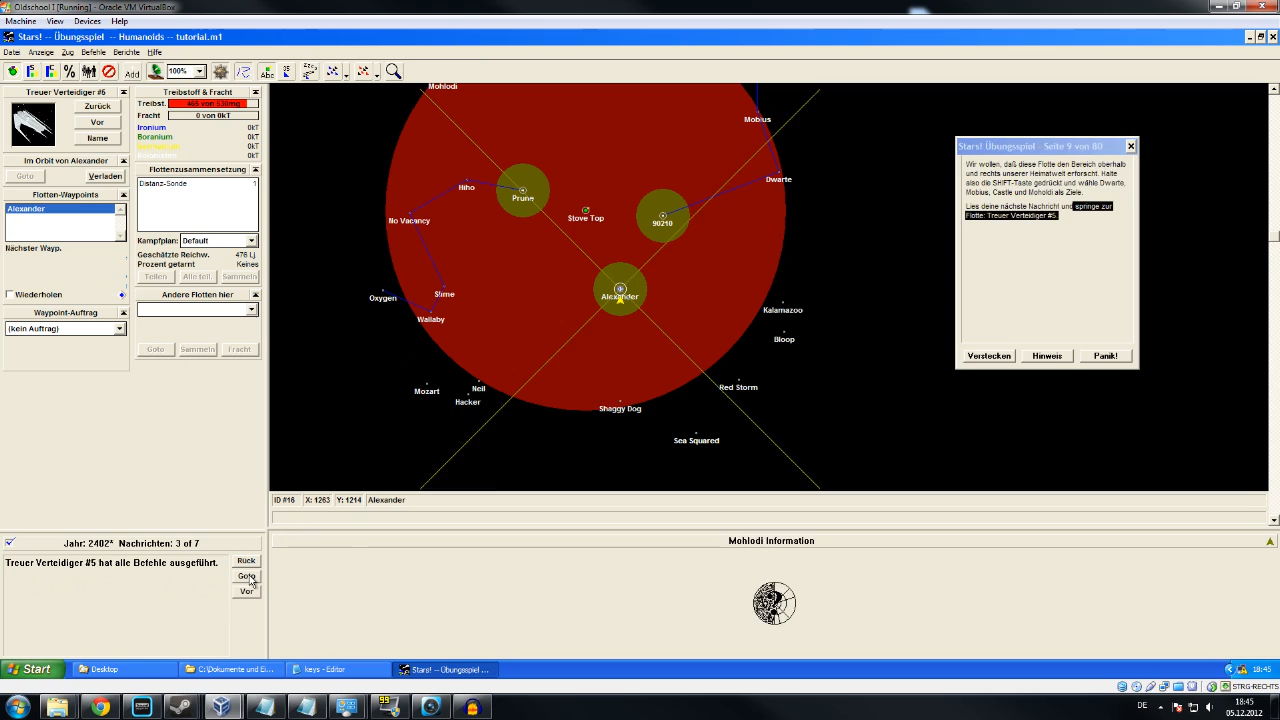 Oldschool I [Running] - Oracle VM VirtualBox
Machine View Devices Help
Stars! -- Übungsspiel -- Humanoids -- tutorial.m1
Datei Anzeige Zug Befehle Berichte Hilfe
Add 100% Abc
Treuer Verteidiger #5
Zurück
Vor
Name
Im Orbit von Alexander
Goto Verladen
Flotten-Waypoints
Alexander
Nächster Wayp.
Wiederholen
Waypoint-Auftrag
(kein Auftrag)
Treibstoff & Fracht
Treibst. 465 von 530mg
Fracht 0 von 0kT
Ironium 0kT
Boranium 0kT
0kT
0kT
Flottenzusammensetzung
Distanz-Sonde 1
Kampfplan: Default
Geschätzte Reichw. 476 Lj.
Prozent getarnt Keines
Teilen Alle teil. Sammeln
Andere Flotten hier
Goto Sammeln Fracht
Mohlodi
Mobius
Dwarte
Hiho
Prune
Stove Top
90210
No Vacancy
Alexander
Slime
Oxygen
Wallaby
Kalamazoo
Bloop
Mozart
Neil
Hacker
Red Storm
Shaggy Dog
Sea Squared
Stars! Übungsspiel - Seite 9 von 80
Wir wollen, daß diese Flotte den Bereich oberhalb
und rechts unserer Heimatwelt erforscht. Halte
also die SHIFT-Taste gedrückt und wähle Dwarte,
Mobius, Castle und Moholdi als Ziele.
Lies deine nächste Nachricht und springe zur
Flotte: Treuer Verteidiger #5.
Verstecken Hinweis Panik!
ID #16 X: 1263 Y: 1214 Alexander
Jahr: 2402* Nachrichten: 3 of 7
Treuer Verteidiger #5 hat alle Befehle ausgeführt.
Rück
Goto
Vor
Mohlodi Information
Start Desktop C:\Dokumente und Ei... keys - Editor Stars! -- Übungsspiel ... 18:45
STRG-RECHTS
99 DE 18:45
05.12.2012